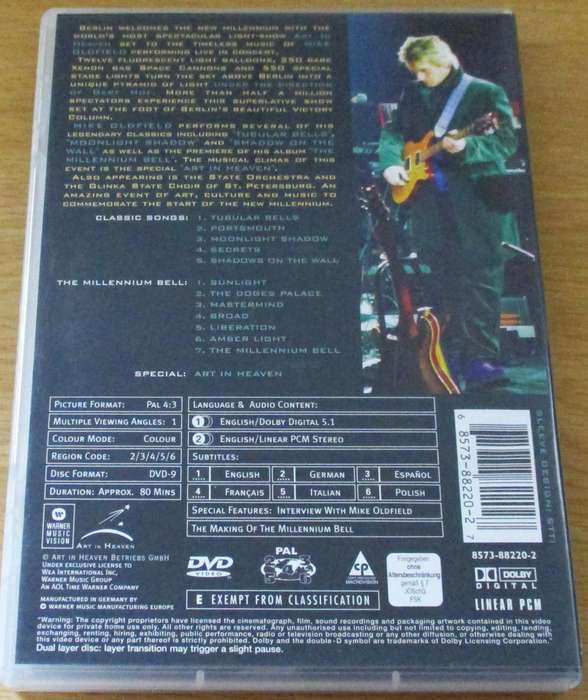 Berlin welcomes the new millennium with the
world's most spectacular light-show Art in
Heaven set to the timeless music of Mike
Oldfield performing live in concert.
Twelve fluorescent light balloons, 350 rare
Xenon gas Space Cannons and 550 special
stage lights turn the sky above Berlin into a
unique pyramid of light under the direction
of Gert Hof. More than half a million
spectators experience this superlative show
set at the foot of Berlin's beautiful Victory
Column.
Mike Oldfield performs several of his
legendary classics including 'Tubular Bells',
'Moonlight Shadow' and 'Shadow on the
Wall' as well as the premiere of his album 'The
Millennium Bell'. The musical climax of this
event is the special 'Art in Heaven'.
Also appearing is the State Orchestra and
the Glinka State Choir of St. Petersburg. An
amazing event of art, culture and music to
commemorate the start of the new millennium.
Classic Songs: 1. Tubular Bells
2. Portsmouth
3. Moonlight Shadow
4. Secrets
5. Shadows on the Wall
The Millennium Bell: 1. Sunlight
2. The Doges Palace
3. Mastermind
4. Broad
5. Liberation
6. Amber Light
7. The Millennium Bell
Special: Art in Heaven
Picture Format: PAL 4:3
Multiple Viewing Angles: 1
Colour Mode: Colour
Region Code: 2/3/4/5/6
Disc Format: DVD-9
Duration: Approx. 80 Mins
Language & Audio Content:
1 English/Dolby Digital 5.1
2 English/Linear PCM Stereo
Subtitles:
1 English 2 German 3 Español
4 Français 5 Italian 6 Polish
Special Features: Interview With Mike Oldfield
The Making Of The Millennium Bell
6 85738-88220-2 7
SLEEVE DESIGN: STILL
WARNER
MUSIC
VISION
Art in Heaven
© Art in Heaven Betriebs GmbH
Under exclusive license to
WEA International Inc,
Warner Music Group
An AOL Time Warner Company
Manufactured in Germany by
Warner Music Manufacturing Europe
DVD
VIDEO
PAL
MACROVISION
Freigegeben
ohne
Altersbeschränkung
gemäß § 7
JÖSchG
FSK
E EXEMPT FROM CLASSIFICATION
8573-88220-2
DOLBY
DIGITAL
LINEAR PCM
"Warning: The copyright proprietors have licensed the cinematograph, film, sound recordings and packaging artwork contained in this video
device for private home use only. All other rights are reserved. Any unauthorised use including but not limited to copying, editing, lending,
exchanging, renting, hiring, exhibiting, public performance, radio or television broadcasting or any other diffusion, or otherwise dealing with
this video device or any part thereof is strictly prohibited. Dolby and the double-D symbol are trademarks of Dolby Licensing Corporation."
Dual layer disc: layer transition may trigger a slight pause.